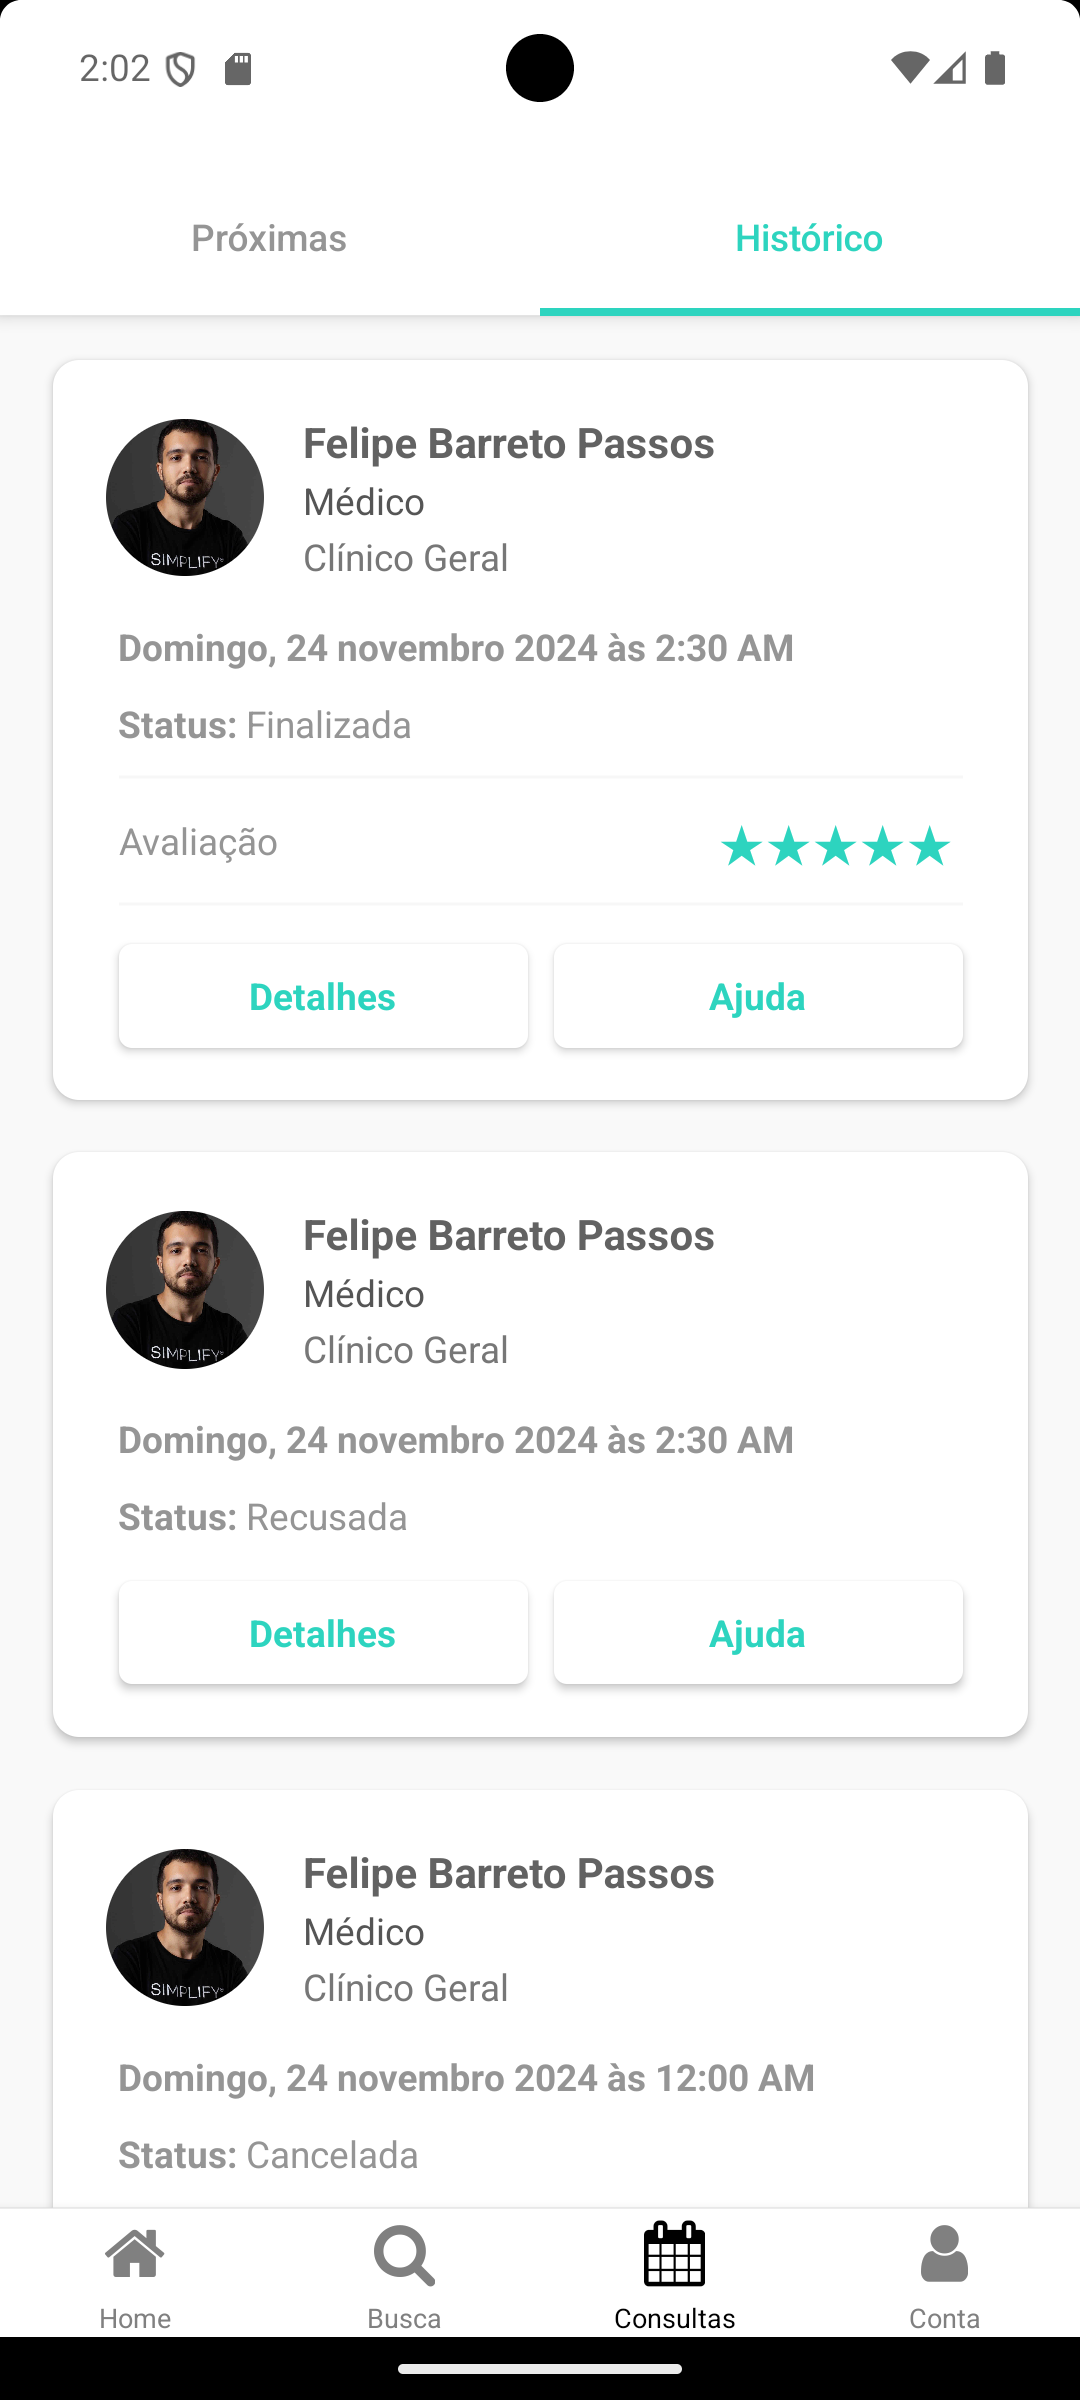 2:02
Próximas
Histórico
Felipe Barreto Passos
Médico
Clínico Geral
SIMPLIFY
Domingo, 24 novembro 2024 às 2:30 AM
Status: Finalizada
Avaliação
Detalhes
Ajuda
Felipe Barreto Passos
Médico
Clínico Geral
SIMPLIFY
Domingo, 24 novembro 2024 às 2:30 AM
Status: Recusada
Detalhes
Ajuda
Felipe Barreto Passos
Médico
Clínico Geral
SIMPLIFY
Domingo, 24 novembro 2024 às 12:00 AM
Status: Cancelada
Home
Busca
Consultas
Conta